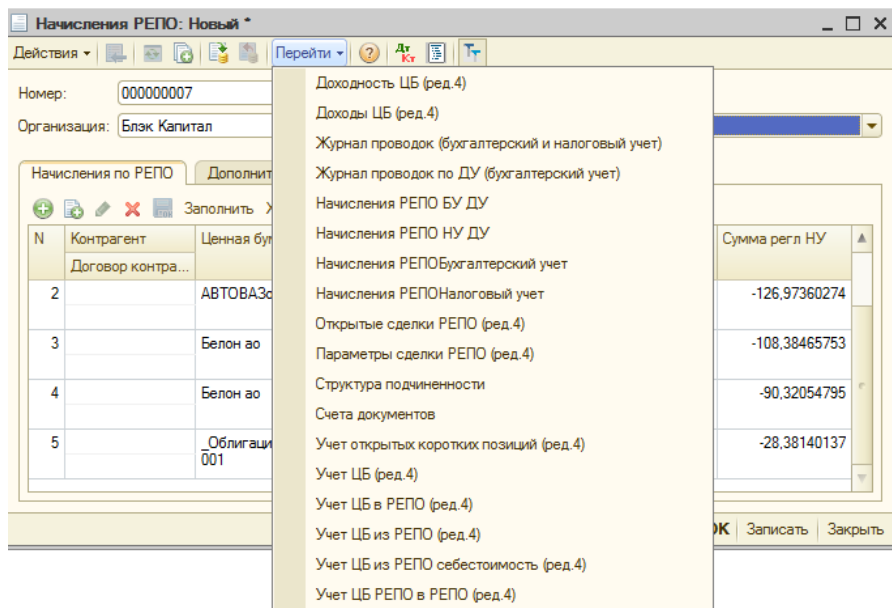 Начисления РЕПО: Новый *
Действия
Перейти
Дт
Кт
Номер:
000000007
Организация:
Блэк Капитал
Начисления по РЕПО
Дополнит
Заполнить
N
Контрагент
Ценная бу
Сумма регл НУ
Договор контра...
2
АВТОВАЗо
-126,97360274
3
Белон ао
-108,38465753
4
Белон ао
-90,32054795
5
_Облигаци
001
-28,38140137
Доходность ЦБ (ред.4)
Доходы ЦБ (ред.4)
Журнал проводок (бухгалтерский и налоговый учет)
Журнал проводок по ДУ (бухгалтерский учет)
Начисления РЕПО БУ ДУ
Начисления РЕПО НУ ДУ
Начисления РЕПОБухгалтерский учет
Начисления РЕПОНалоговый учет
Открытые сделки РЕПО (ред.4)
Параметры сделки РЕПО (ред.4)
Структура подчиненности
Счета документов
Учет открытых коротких позиций (ред.4)
Учет ЦБ (ред.4)
Учет ЦБ в РЕПО (ред.4)
Учет ЦБ из РЕПО (ред.4)
Учет ЦБ из РЕПО себестоимость (ред.4)
Учет ЦБ РЕПО в РЕПО (ред.4)
ОК
Записать
Закрыть